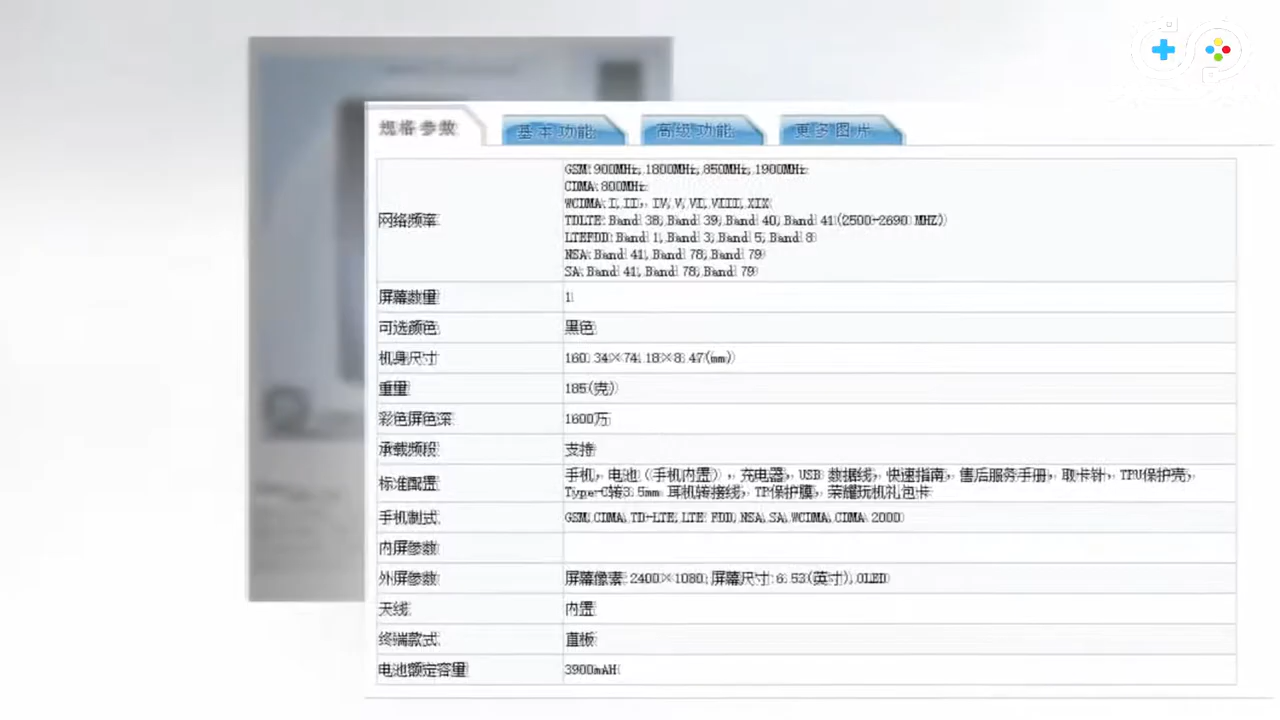 规格参数 基本功能 高级功能 更多图片
网络频率 GSM:900MHz,1800MHz,850MHz,1900MHz
CDMA:800MHz
WCDMA:I,II, IV,V,VI,VIII,XIX
TDLTE:Band 38,Band 39,Band 40,Band 41(2500-2690 MHZ)
LTEFDD:Band 1,Band 3,Band 5,Band 8
NSA:Band 41,Band 78,Band 79
SA:Band 41,Band 78,Band 79
屏幕数量 1
可选颜色 黑色
机身尺寸 160.34×74.18×8.47(mm)
重量 185(克)
彩色屏色深 1600万
承载频段 支持
标准配置 手机, 电池 (手机内置) , 充电器, USB 数据线, 快速指南, 售后服务手册, 取卡针, TPU保护壳,
Type-C转3.5mm 耳机转接线, TP保护膜, 荣耀玩机礼包卡
手机制式 GSM,CDMA,TD-LTE,LTE FDD,NSA,SA,WCDMA,CDMA 2000
内屏参数
外屏参数 屏幕像素:2400×1080;屏幕尺寸:6.53(英寸),OLED
天线 内置
终端款式 直板
电池额定容量 3900mAH